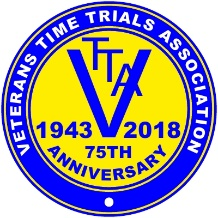 VETERANS TIME TRIALS ASSOCIATION
VTTA
1943 2018
75TH
ANNIVERSARY